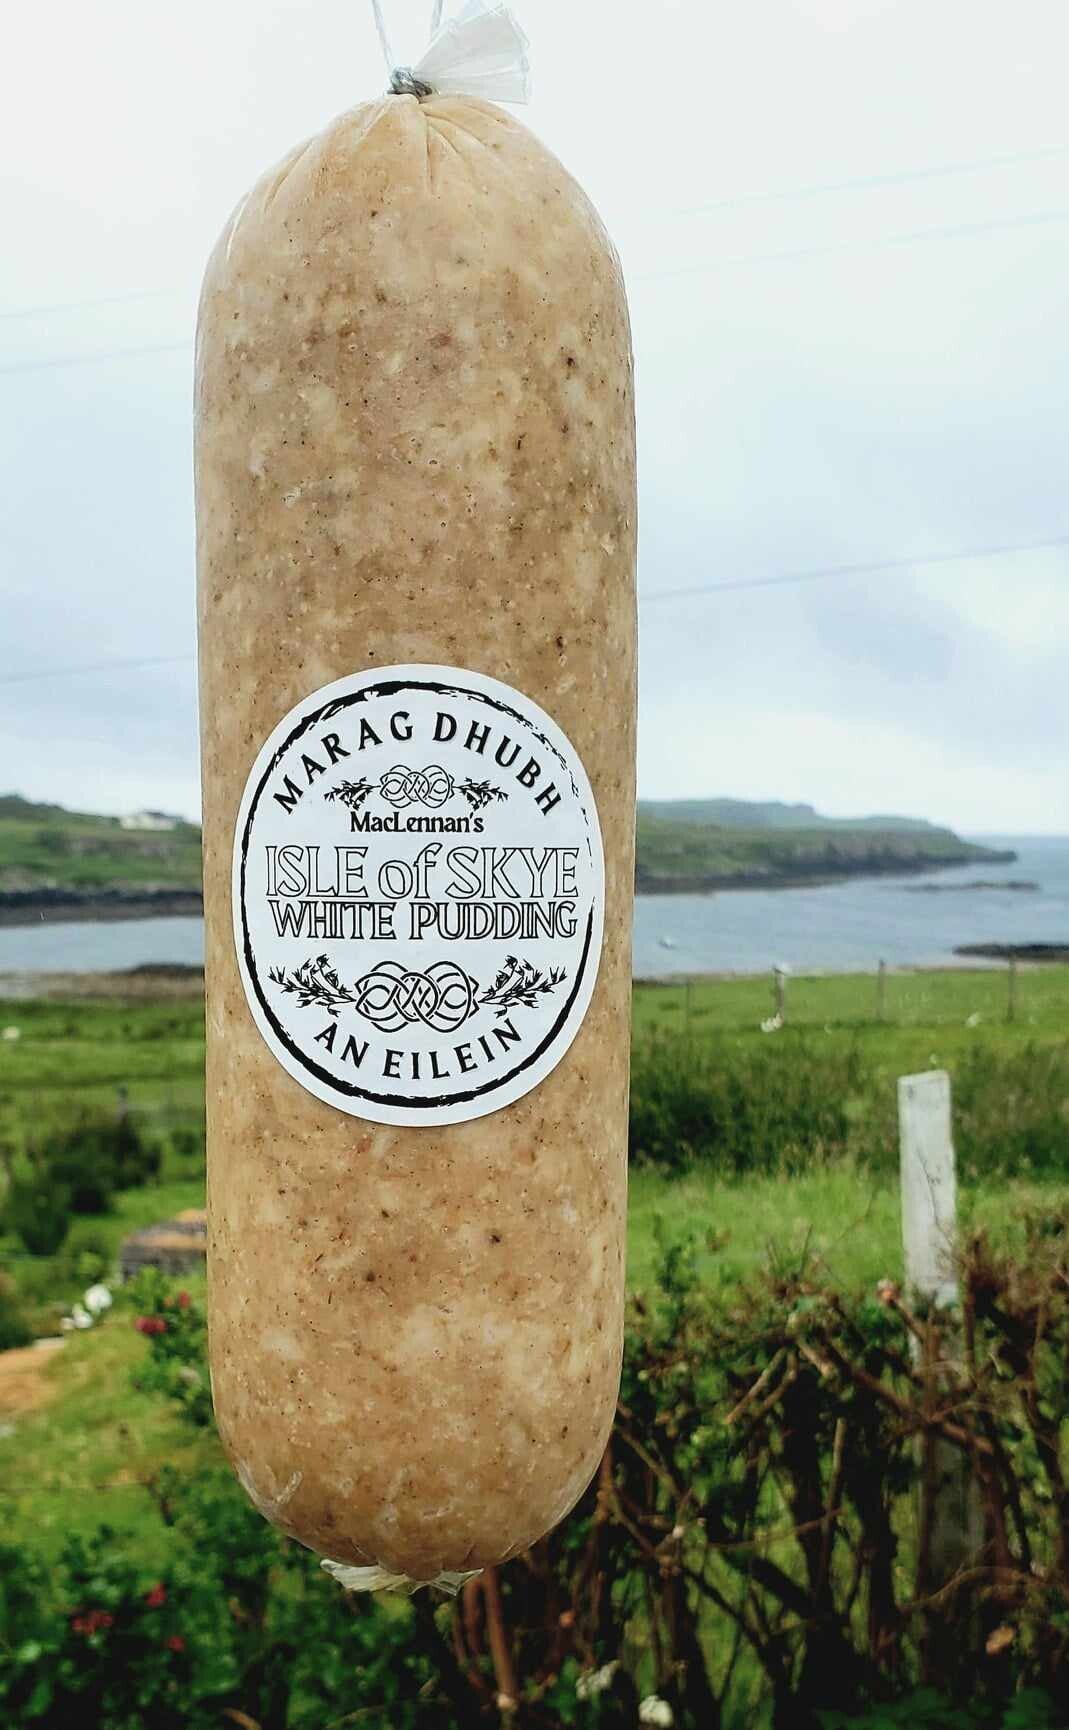 MARAG DHUBH
MacLennan's
ISLE of SKYE
WHITE PUDDING
AN EILEIN